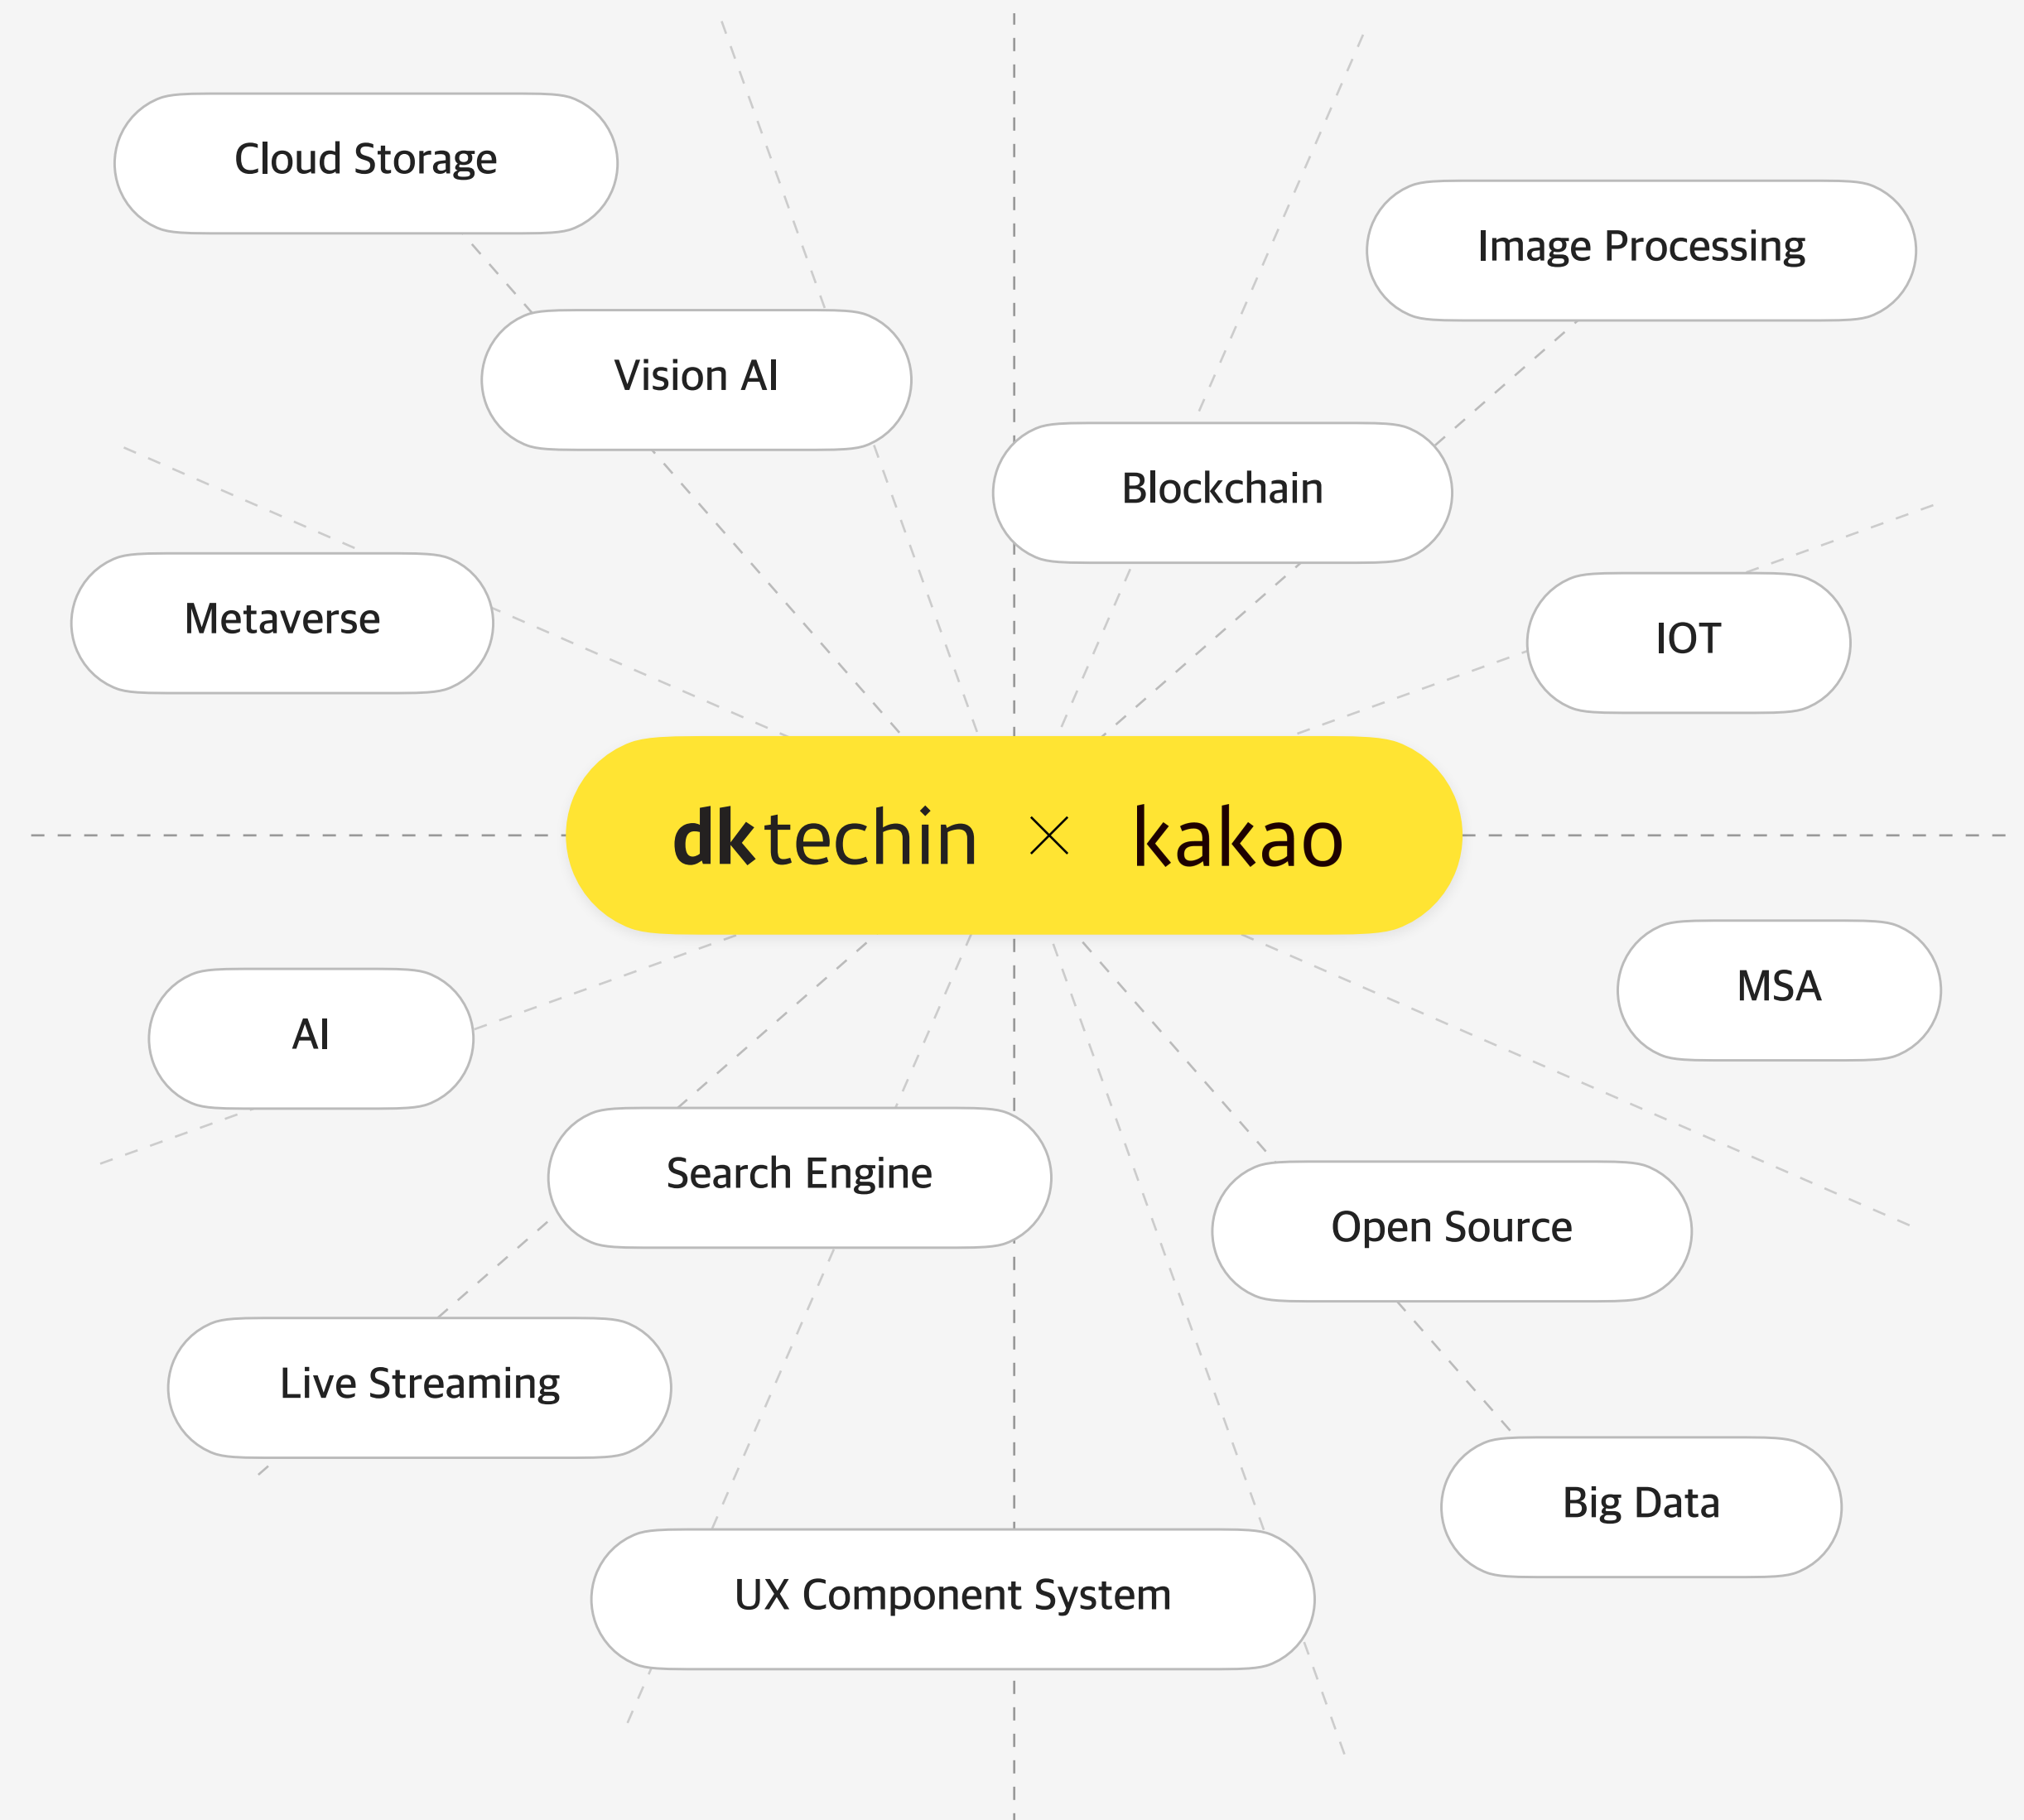 Cloud Storage
Image Processing
Vision AI
Blockchain
Metaverse
IOT
dktechin × kakao
MSA
AI
Search Engine
Open Source
Live Streaming
Big Data
UX Component System